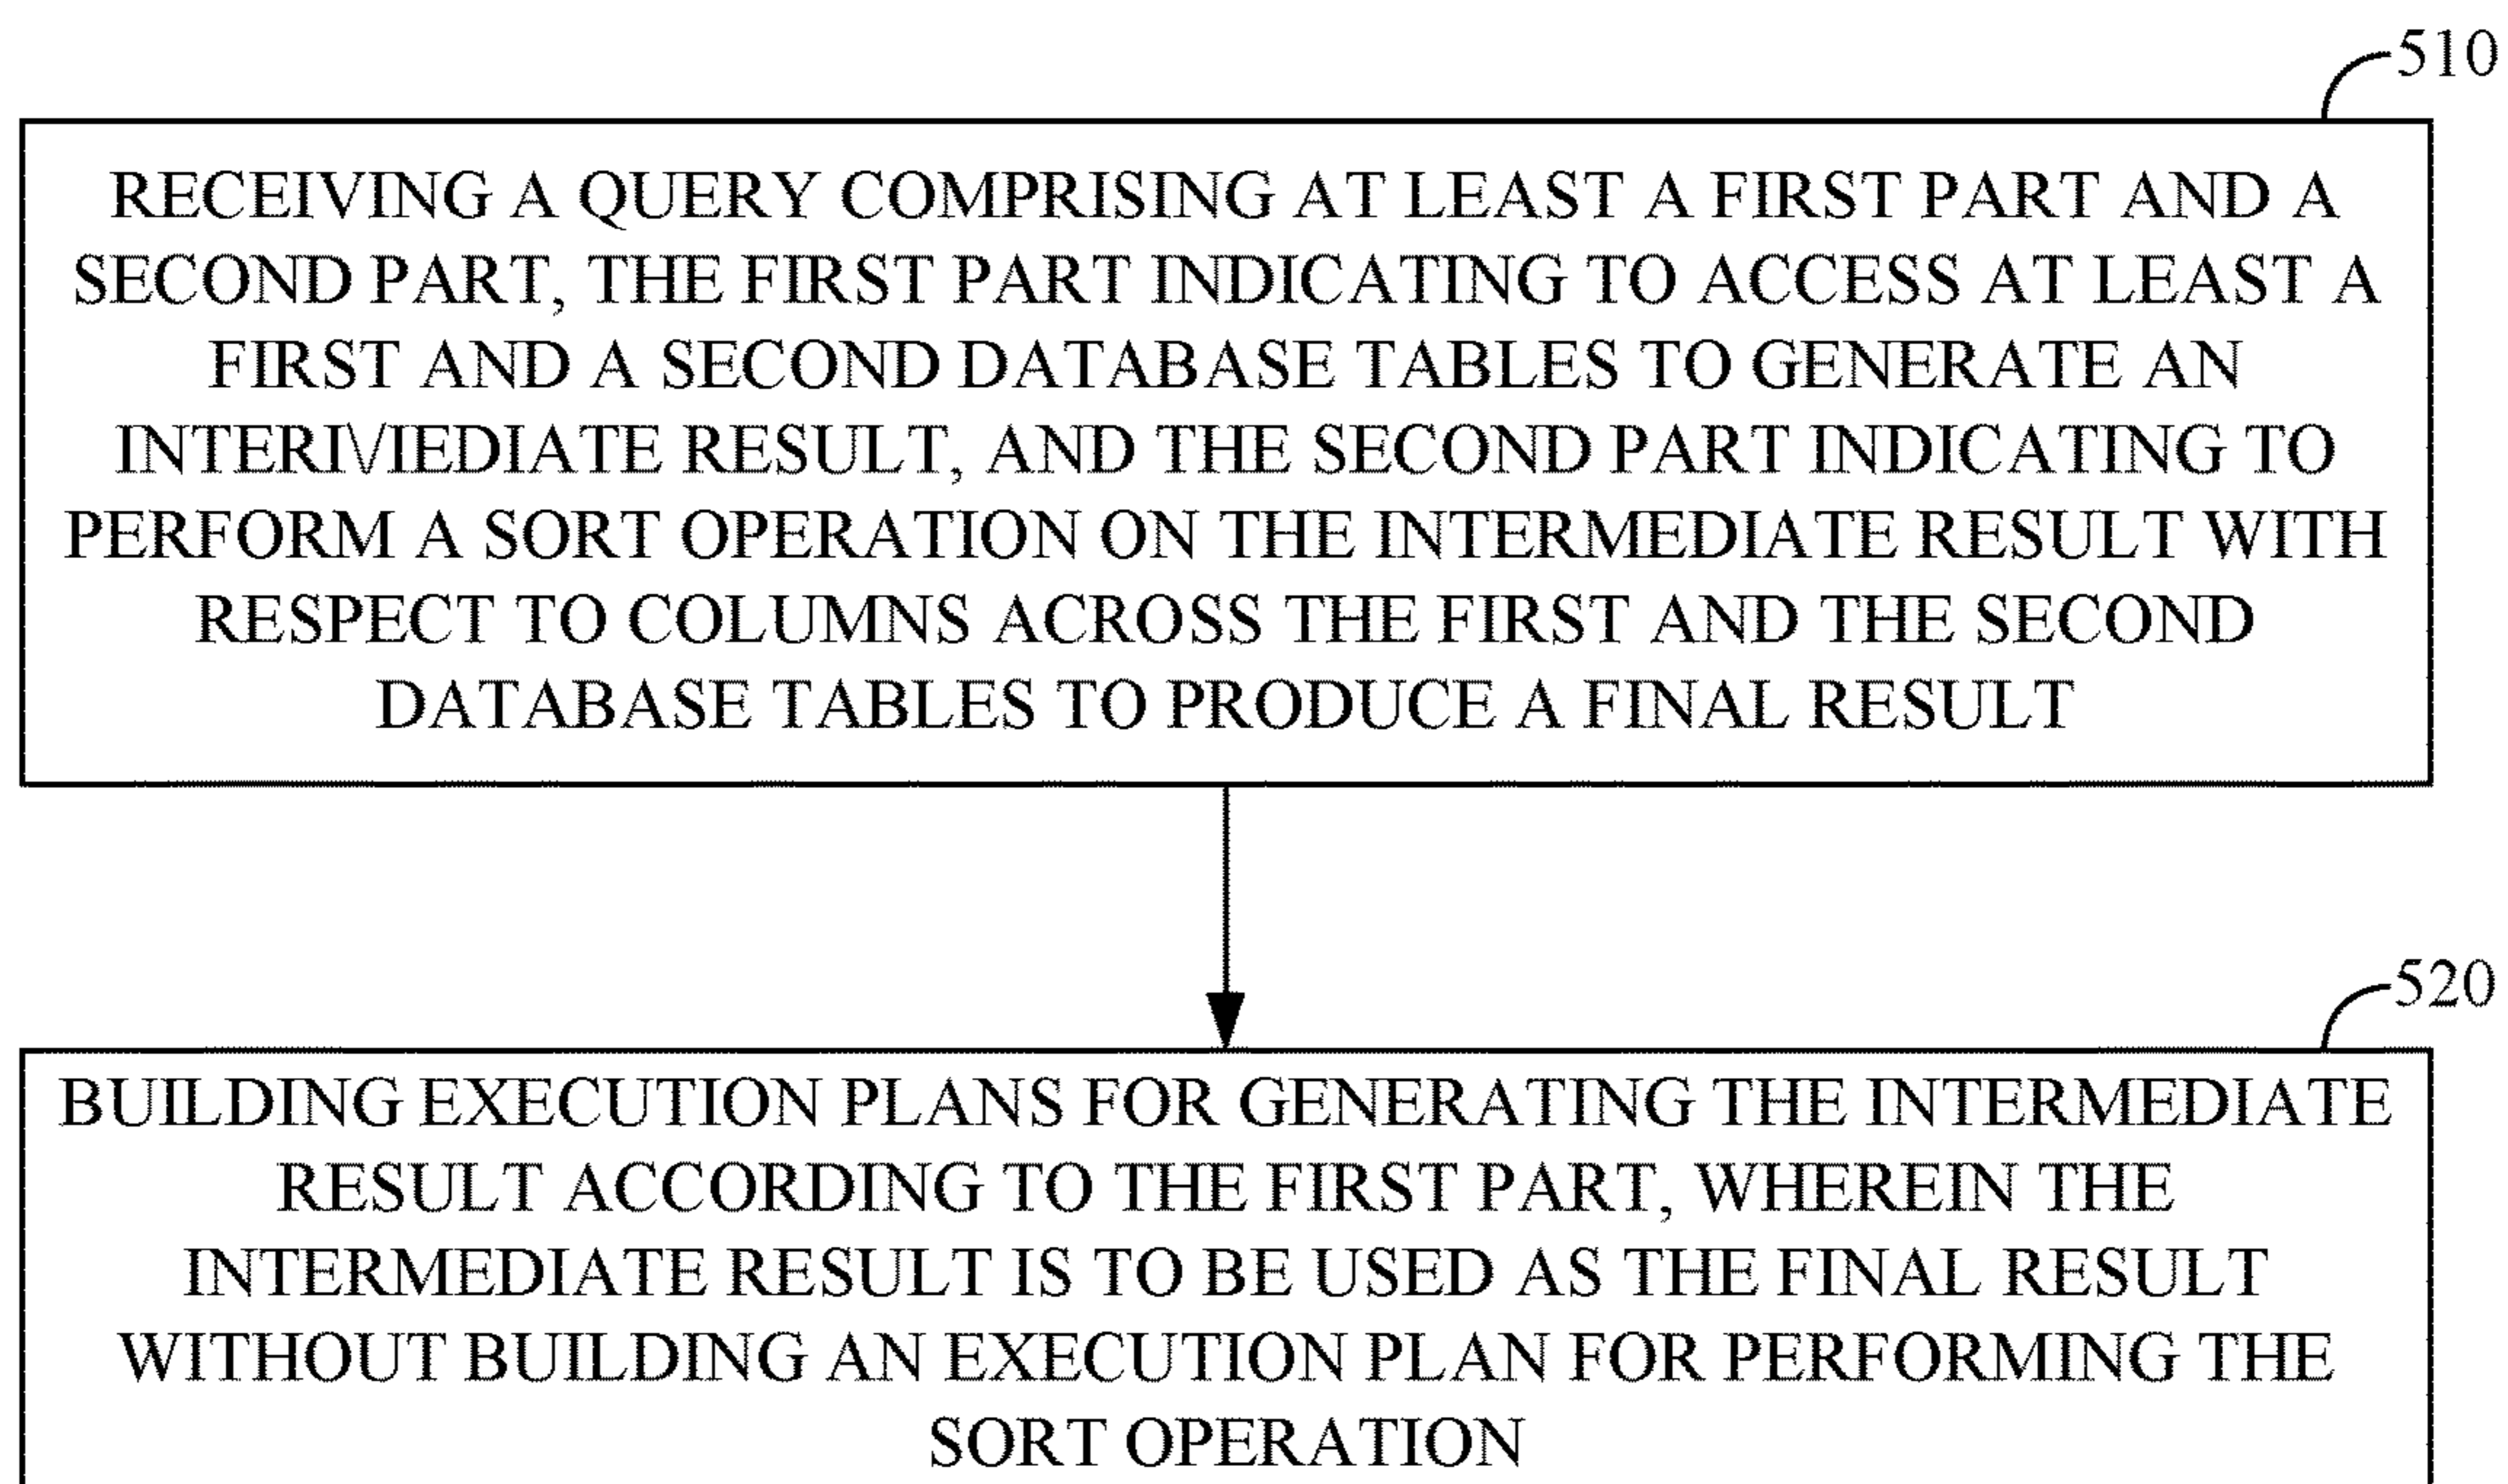 510
RECEIVING A QUERY COMPRISING AT LEAST A FIRST PART AND A
SECOND PART, THE FIRST PART INDICATING TO ACCESS AT LEAST A
FIRST AND A SECOND DATABASE TABLES TO GENERATE AN
INTERMEDIATE RESULT, AND THE SECOND PART INDICATING TO
PERFORM A SORT OPERATION ON THE INTERMEDIATE RESULT WITH
RESPECT TO COLUMNS ACROSS THE FIRST AND THE SECOND
DATABASE TABLES TO PRODUCE A FINAL RESULT
520
BUILDING EXECUTION PLANS FOR GENERATING THE INTERMEDIATE
RESULT ACCORDING TO THE FIRST PART, WHEREIN THE
INTERMEDIATE RESULT IS TO BE USED AS THE FINAL RESULT
WITHOUT BUILDING AN EXECUTION PLAN FOR PERFORMING THE
SORT OPERATION